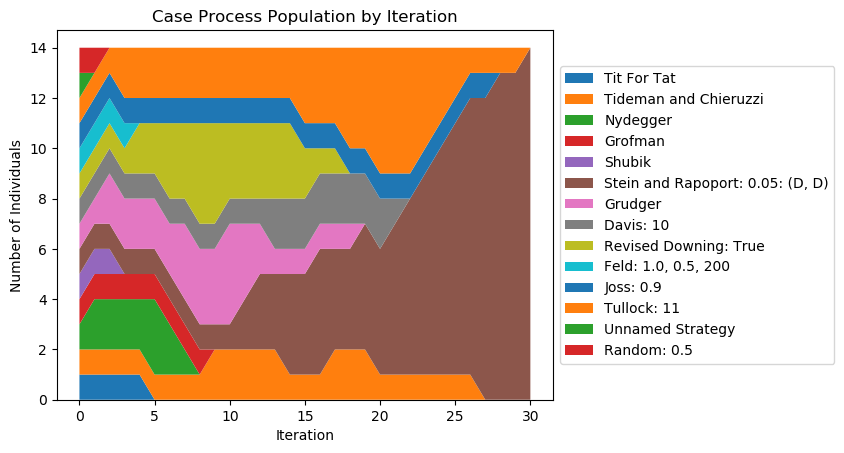 Case Process Population by Iteration
Number of Individuals
14
12
10
8
6
4
2
0
0 5 10 15 20 25 30
Iteration
Tit For Tat
Tideman and Chieruzzi
Nydegger
Grofman
Shubik
Stein and Rapoport: 0.05: (D, D)
Grudger
Davis: 10
Revised Downing: True
Feld: 1.0, 0.5, 200
Joss: 0.9
Tullock: 11
Unnamed Strategy
Random: 0.5